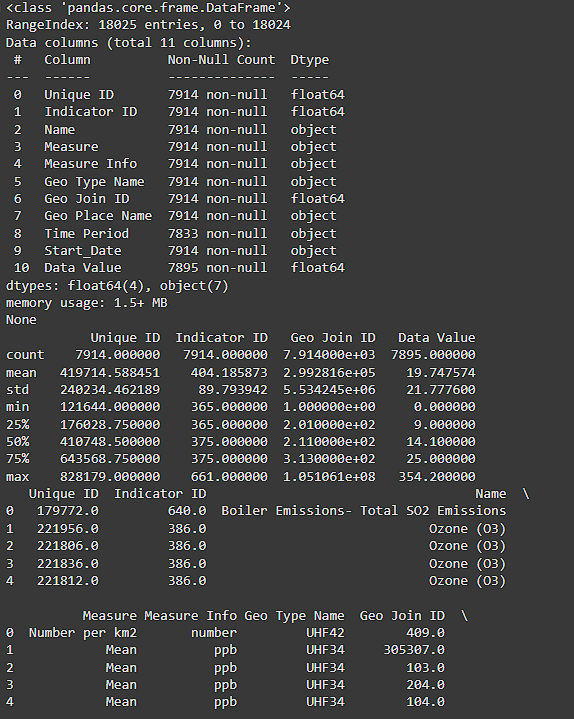 <class 'pandas.core.frame.DataFrame'>
RangeIndex: 18025 entries, 0 to 18024
Data columns (total 11 columns):
 #   Column          Non-Null Count  Dtype
---  ------          --------------  -----
 0   Unique ID       7914 non-null   float64
 1   Indicator ID    7914 non-null   float64
 2   Name            7914 non-null   object
 3   Measure         7914 non-null   object
 4   Measure Info    7914 non-null   object
 5   Geo Type Name   7914 non-null   object
 6   Geo Join ID     7914 non-null   float64
 7   Geo Place Name  7914 non-null   object
 8   Time Period     7833 non-null   object
 9   Start_Date      7914 non-null   object
 10  Data Value      7895 non-null   float64
dtypes: float64(4), object(7)
memory usage: 1.5+ MB
None
           Unique ID  Indicator ID   Geo Join ID   Data Value
count    7914.000000   7914.000000  7.914000e+03  7895.000000
mean   419714.588451    404.185873  2.992816e+05    19.747574
std    240234.462189     89.793942  5.534245e+06    21.777600
min    121644.000000    365.000000  1.000000e+00     0.000000
25%    176028.750000    365.000000  2.010000e+02     9.000000
50%    410748.500000    375.000000  2.110000e+02    14.100000
75%    643568.750000    375.000000  3.130000e+02    25.000000
max    828179.000000    661.000000  1.051061e+08   354.200000
   Unique ID  Indicator ID                                   Name  \
0   179772.0         640.0  Boiler Emissions- Total SO2 Emissions
1   221956.0         386.0                             Ozone (O3)
2   221806.0         386.0                             Ozone (O3)
3   221836.0         386.0                             Ozone (O3)
4   221812.0         386.0                             Ozone (O3)
          Measure Measure Info Geo Type Name  Geo Join ID  \
0  Number per km2       number         UHF42        409.0
1            Mean          ppb         UHF34     305307.0
2            Mean          ppb         UHF34        103.0
3            Mean          ppb         UHF34        204.0
4            Mean          ppb         UHF34        104.0